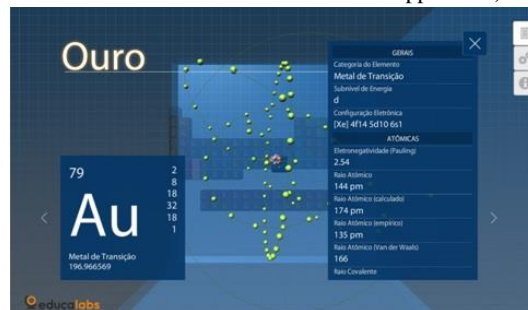 Ouro
GERAIS
Categoria do Elemento
Metal de Transição
Subnível de Energia
d
Configuração Eletrônica
[Xe] 4f14 5d10 6s1
ATÔMICAS
Eletronegatividade (Pauling)
2.54
Raio Atômico
144 pm
Raio Atômico (calculado)
174 pm
Raio Atômico (empírico)
135 pm
Raio Atômico (Van der Waals)
166
Raio Covalente
79
2
8
18
32
18
1
Au
Metal de Transição
196.966569
educalabs